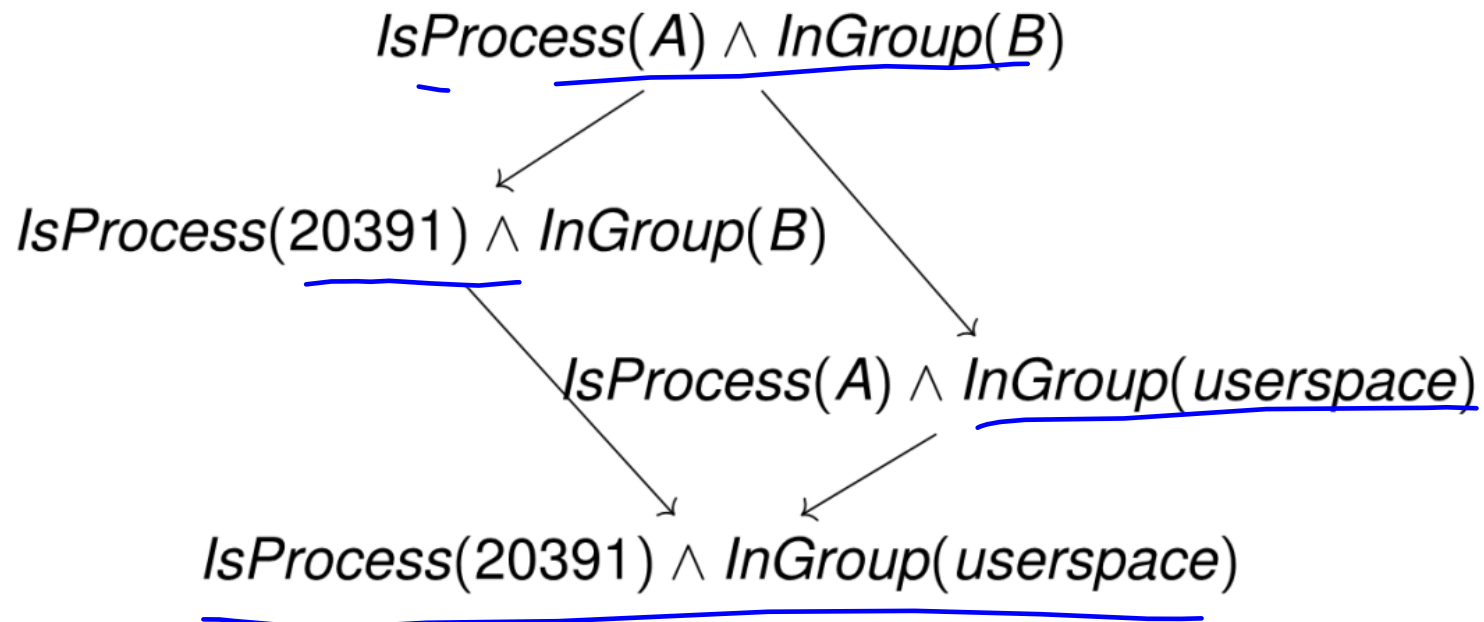 IsProcess(A) ∧ InGroup(B)
IsProcess(20391) ∧ InGroup(B)
IsProcess(A) ∧ InGroup(userspace)
IsProcess(20391) ∧ InGroup(userspace)